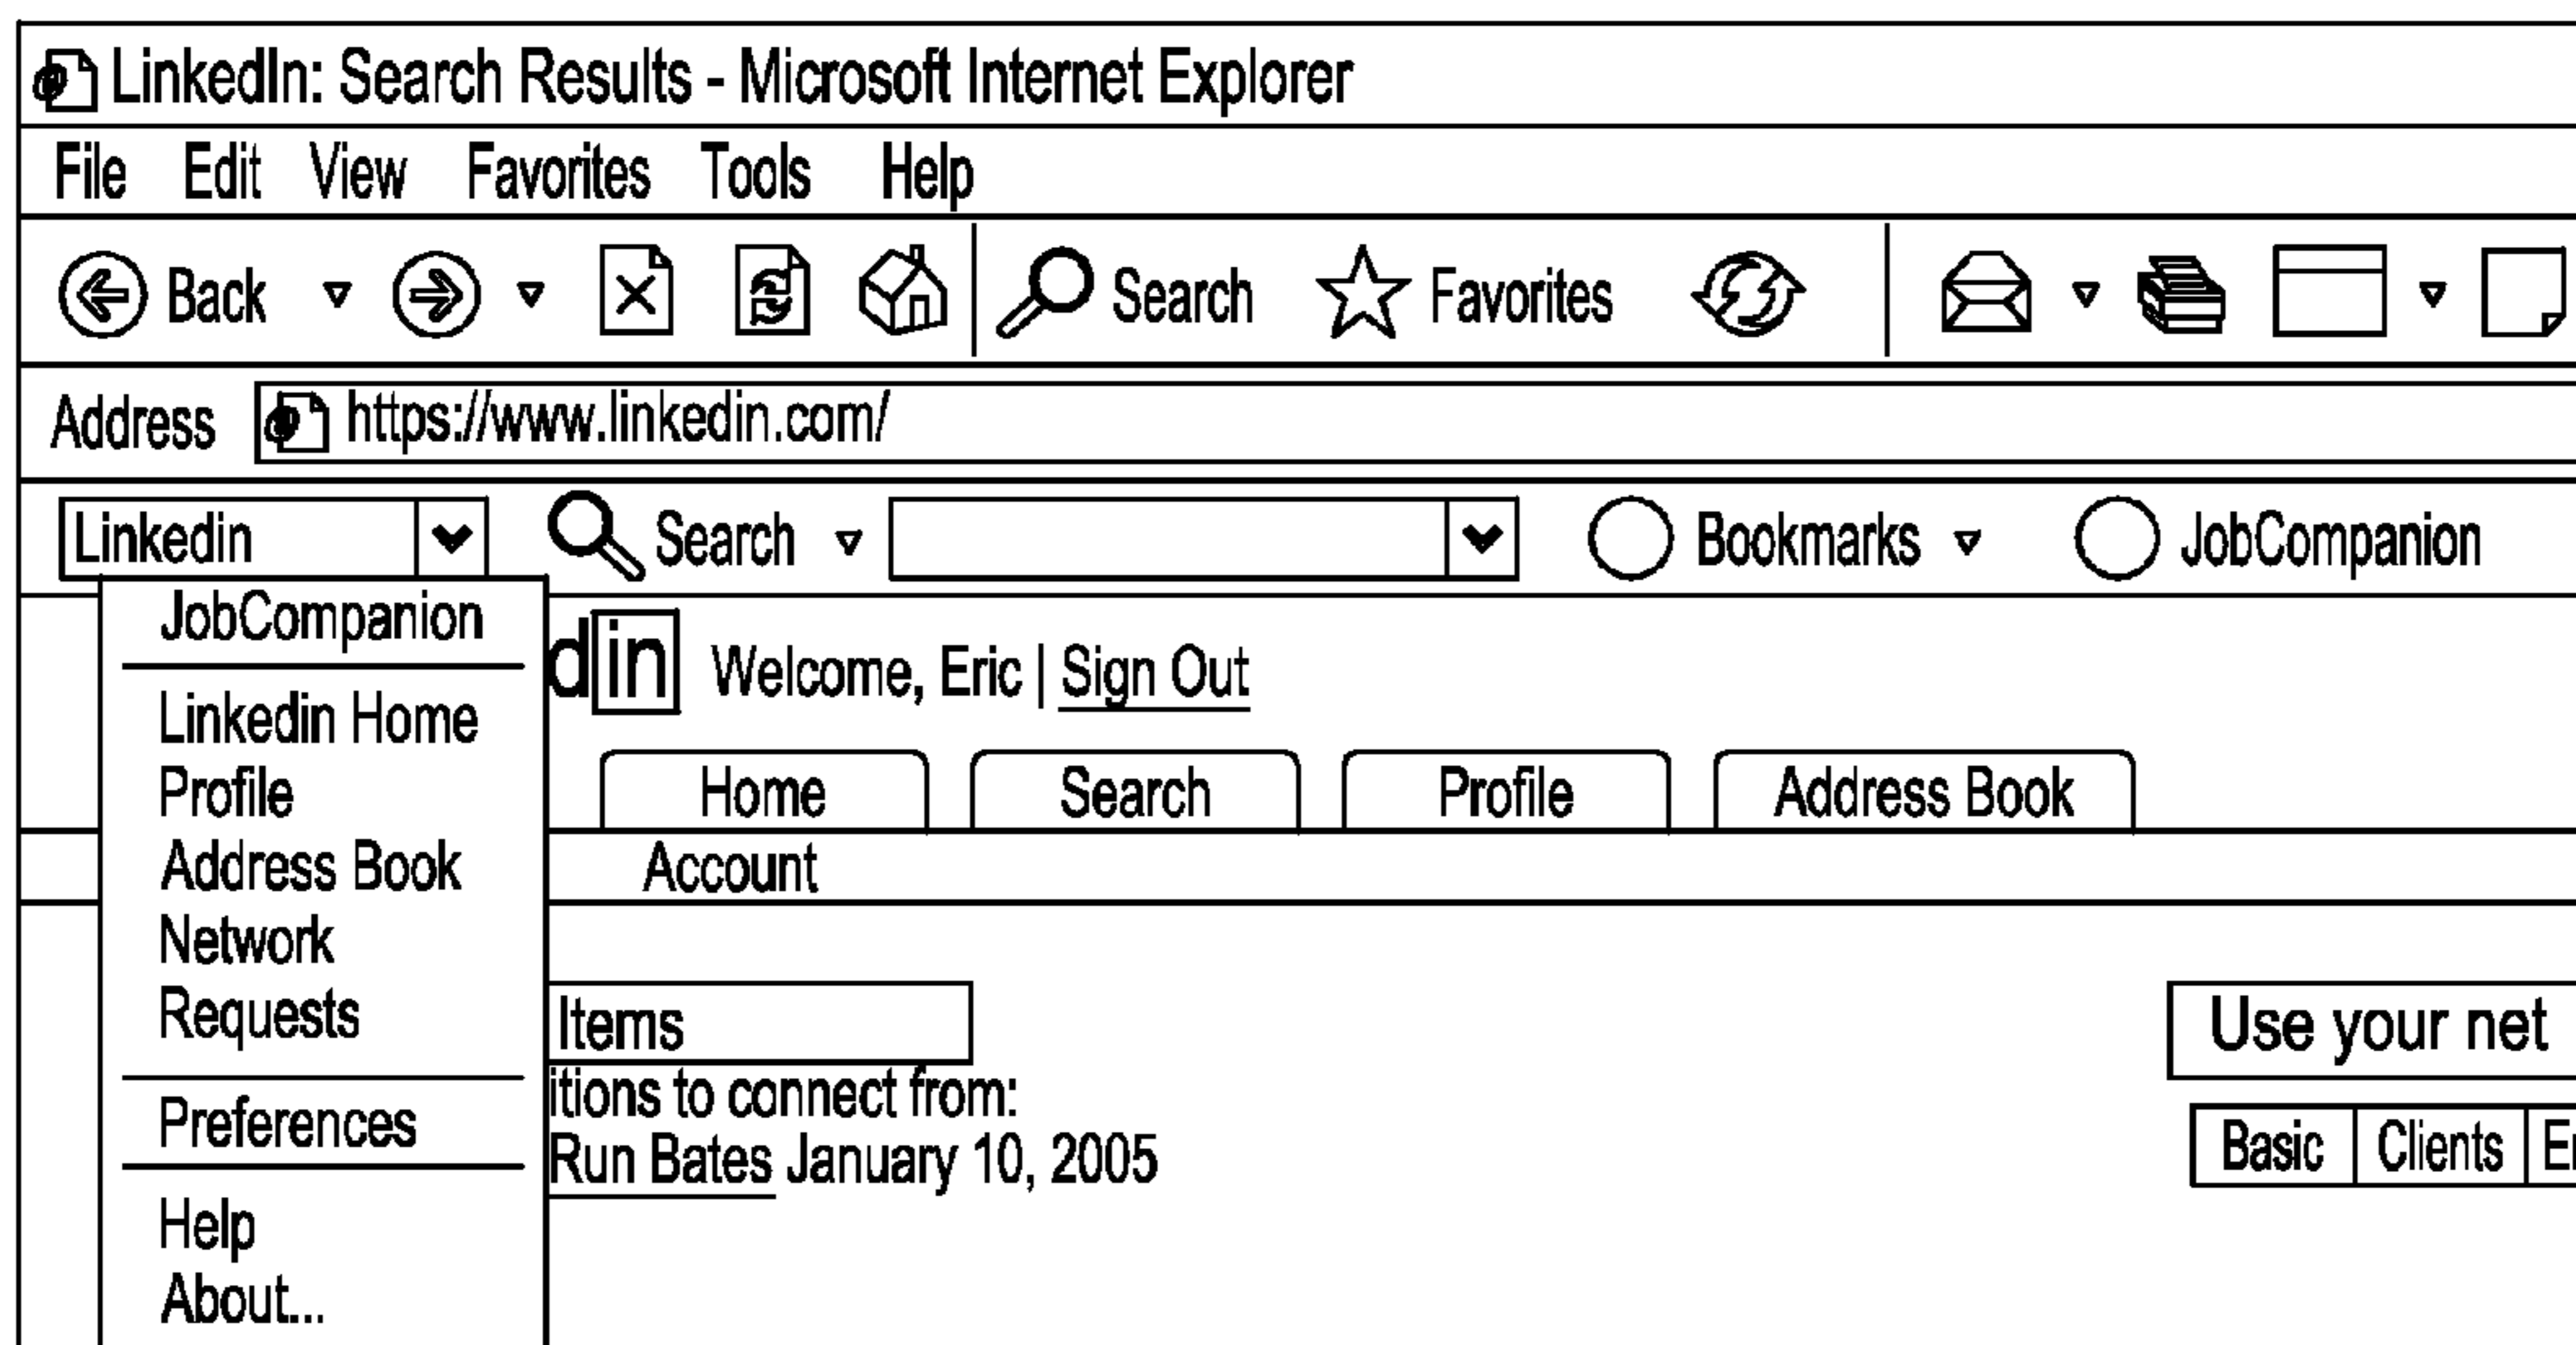 LinkedIn: Search Results - Microsoft Internet Explorer
File Edit View Favorites Tools Help
Back Search Favorites
Address https://www.linkedin.com/
Linkedin Search Bookmarks JobCompanion
JobCompanion
Linkedin Home
Profile
Address Book
Network
Requests
Preferences
Help
About...
d in Welcome, Eric | Sign Out
Home Search Profile Address Book
Account
Items
itions to connect from:
Run Bates January 10, 2005
Use your net
Basic Clients